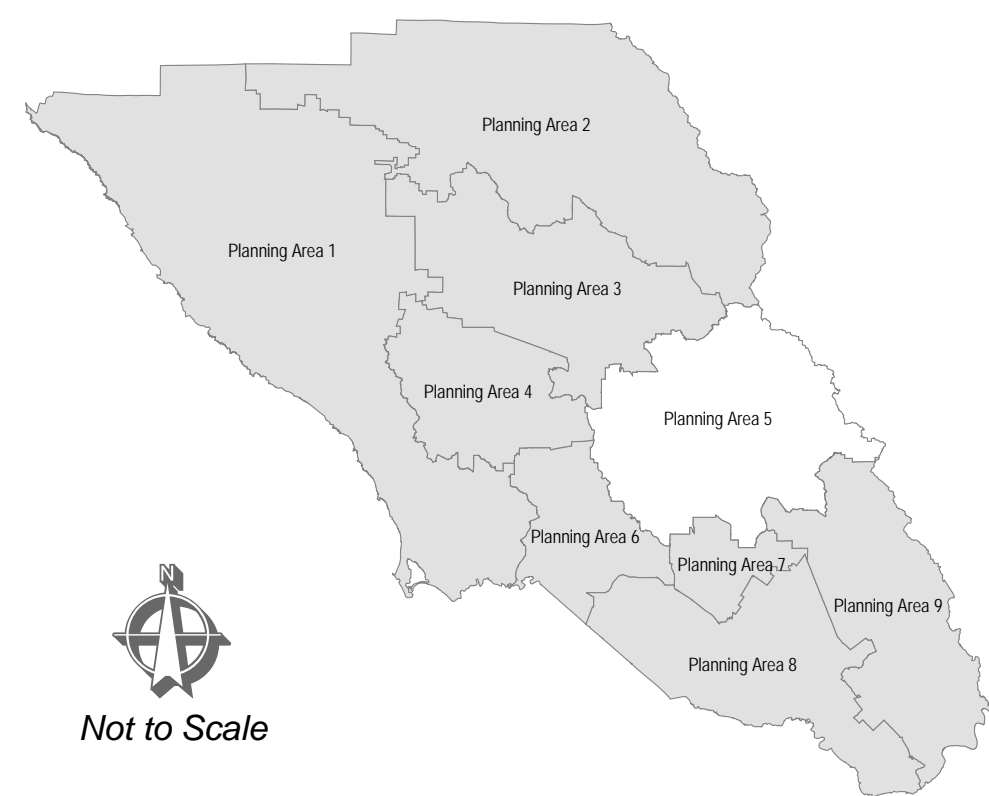 Planning Area 2
Planning Area 1
Planning Area 3
Planning Area 4
Planning Area 5
Planning Area 6
Planning Area 7
Planning Area 9
Planning Area 8
N
Not to Scale